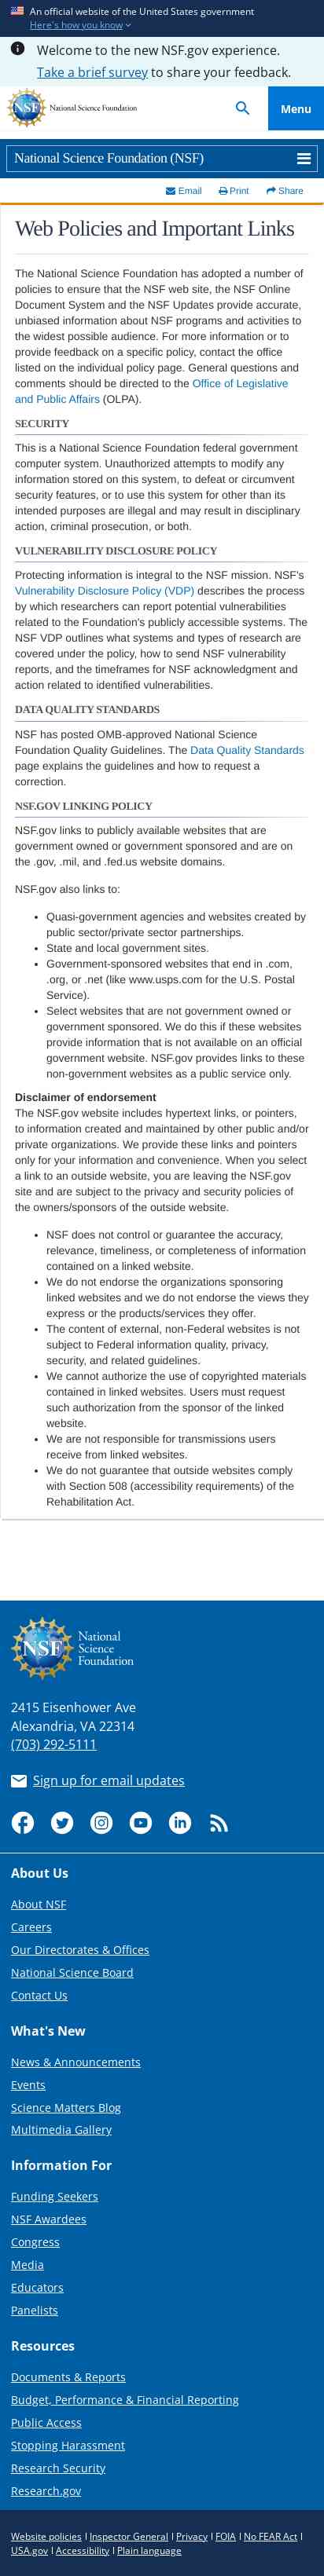 An official website of the United States government
Here's how you know
Welcome to the new NSF.gov experience.
Take a brief survey to share your feedback.
NSF National Science Foundation
Menu
National Science Foundation (NSF)
Email Print Share
Web Policies and Important Links
The National Science Foundation has adopted a number of
policies to ensure that the NSF web site, the NSF Online
Document System and the NSF Updates provide accurate,
unbiased information about NSF programs and activities to
the widest possible audience. For more information or to
provide feedback on a specific policy, contact the office
listed on the individual policy page. General questions and
comments should be directed to the Office of Legislative
and Public Affairs (OLPA).
SECURITY
This is a National Science Foundation federal government
computer system. Unauthorized attempts to modify any
information stored on this system, to defeat or circumvent
security features, or to use this system for other than its
intended purposes are illegal and may result in disciplinary
action, criminal prosecution, or both.
VULNERABILITY DISCLOSURE POLICY
Protecting information is integral to the NSF mission. NSF's
Vulnerability Disclosure Policy (VDP) describes the process
by which researchers can report potential vulnerabilities
related to the Foundation's publicly accessible systems. The
NSF VDP outlines what systems and types of research are
covered under the policy, how to send NSF vulnerability
reports, and the timeframes for NSF acknowledgment and
action related to identified vulnerabilities.
DATA QUALITY STANDARDS
NSF has posted OMB-approved National Science
Foundation Quality Guidelines. The Data Quality Standards
page explains the guidelines and how to request a
correction.
NSF.GOV LINKING POLICY
NSF.gov links to publicly available websites that are
government owned or government sponsored and are on
the .gov, .mil, and .fed.us website domains.
NSF.gov also links to:
• Quasi-government agencies and websites created by
public sector/private sector partnerships.
• State and local government sites.
• Government-sponsored websites that end in .com,
.org, or .net (like www.usps.com for the U.S. Postal
Service).
• Select websites that are not government owned or
government sponsored. We do this if these websites
provide information that is not available on an official
government website. NSF.gov provides links to these
non-government websites as a public service only.
Disclaimer of endorsement
The NSF.gov website includes hypertext links, or pointers,
to information created and maintained by other public and/or
private organizations. We provide these links and pointers
only for your information and convenience. When you select
a link to an outside website, you are leaving the NSF.gov
site and are subject to the privacy and security policies of
the owners/sponsors of the outside website.
• NSF does not control or guarantee the accuracy,
relevance, timeliness, or completeness of information
contained on a linked website.
• We do not endorse the organizations sponsoring
linked websites and we do not endorse the views they
express or the products/services they offer.
• The content of external, non-Federal websites is not
subject to Federal information quality, privacy,
security, and related guidelines.
• We cannot authorize the use of copyrighted materials
contained in linked websites. Users must request
such authorization from the sponsor of the linked
website.
• We are not responsible for transmissions users
receive from linked websites.
• We do not guarantee that outside websites comply
with Section 508 (accessibility requirements) of the
Rehabilitation Act.
NSF
National
Science
Foundation
2415 Eisenhower Ave
Alexandria, VA 22314
(703) 292-5111
Sign up for email updates
About Us
About NSF
Careers
Our Directorates & Offices
National Science Board
Contact Us
What's New
News & Announcements
Events
Science Matters Blog
Multimedia Gallery
Information For
Funding Seekers
NSF Awardees
Congress
Media
Educators
Panelists
Resources
Documents & Reports
Budget, Performance & Financial Reporting
Public Access
Stopping Harassment
Research Security
Research.gov
Website policies | Inspector General | Privacy | FOIA | No FEAR Act |
USA.gov | Accessibility | Plain language